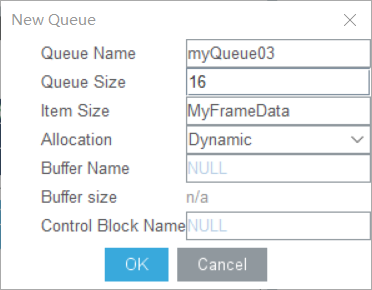 New Queue
Queue Name myQueue03
Queue Size 16
Item Size MyFrameData
Allocation Dynamic
Buffer Name NULL
Buffer size n/a
Control Block Name NULL
OK Cancel